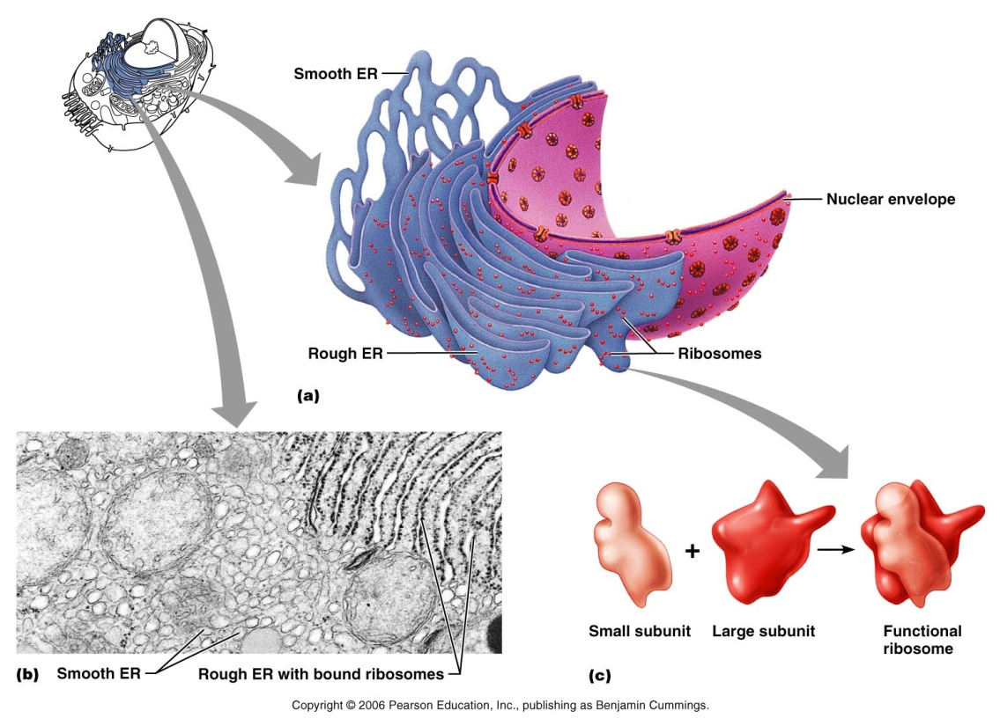 Smooth ER
Nuclear envelope
Rough ER
Ribosomes
(a)
Small subunit
+
Large subunit
Functional
ribosome
(b)
Smooth ER
Rough ER with bound ribosomes
(c)
Copyright © 2006 Pearson Education, Inc., publishing as Benjamin Cummings.